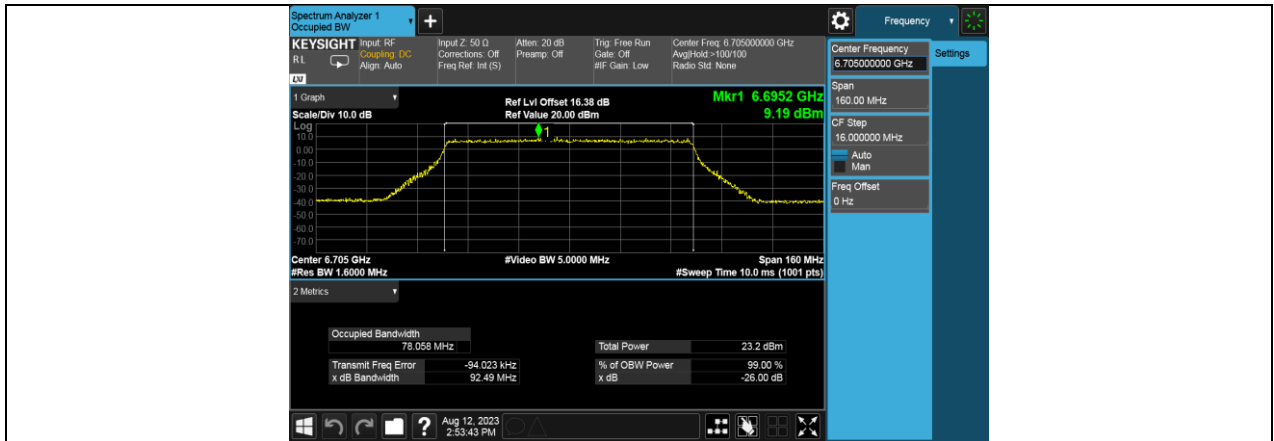 Spectrum Analyzer 1
Occupied BW
Frequency
KEYSIGHT
RL
LXI
Input: RF
Coupling: DC
Align: Auto
Input Z: 50 Ω
Corrections: Off
Freq Ref: Int (S)
Atten: 20 dB
Preamp: Off
Trig: Free Run
Gate: Off
#IF Gain: Low
Center Freq: 6.705000000 GHz
Avg|Hold:>100/100
Radio Std: None
Center Frequency
6.705000000 GHz
Settings
Span
160.00 MHz
CF Step
16.000000 MHz
Auto
Man
Freq Offset
0 Hz
1 Graph
Scale/Div 10.0 dB
Ref Lvl Offset 16.38 dB
Ref Value 20.00 dBm
Mkr1 6.6952 GHz
9.19 dBm
Log
10.0
0.00
-10.0
-20.0
-30.0
-40.0
-50.0
-60.0
-70.0
1
Center 6.705 GHz
#Video BW 5.0000 MHz
Span 160 MHz
#Res BW 1.6000 MHz
#Sweep Time 10.0 ms (1001 pts)
2 Metrics
Occupied Bandwidth
78.058 MHz
Total Power 23.2 dBm
Transmit Freq Error -94.023 kHz
% of OBW Power 99.00 %
x dB Bandwidth 92.49 MHz
x dB -26.00 dB
?
Aug 12, 2023
2:53:43 PM